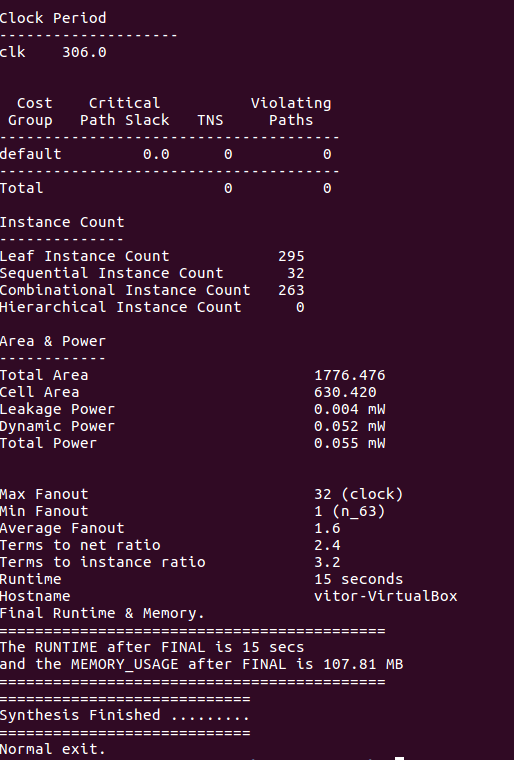 Clock Period
--------------------
clk    306.0
  Cost    Critical          Violating
 Group   Path Slack  TNS     Paths
--------------------------------------
default         0.0      0          0
--------------------------------------
Total                    0          0
Instance Count
--------------
Leaf Instance Count            295
Sequential Instance Count       32
Combinational Instance Count   263
Hierarchical Instance Count      0
Area & Power
------------
Total Area                         1776.476
Cell Area                          630.420
Leakage Power                      0.004 mW
Dynamic Power                      0.052 mW
Total Power                        0.055 mW
Max Fanout                         32 (clock)
Min Fanout                         1 (n_63)
Average Fanout                     1.6
Terms to net ratio                 2.4
Terms to instance ratio            3.2
Runtime                            15 seconds
Hostname                           vitor-VirtualBox
Final Runtime & Memory.
===========================================
The RUNTIME after FINAL is 15 secs
and the MEMORY_USAGE after FINAL is 107.81 MB
===========================================
============================
Synthesis Finished .........
============================
Normal exit.